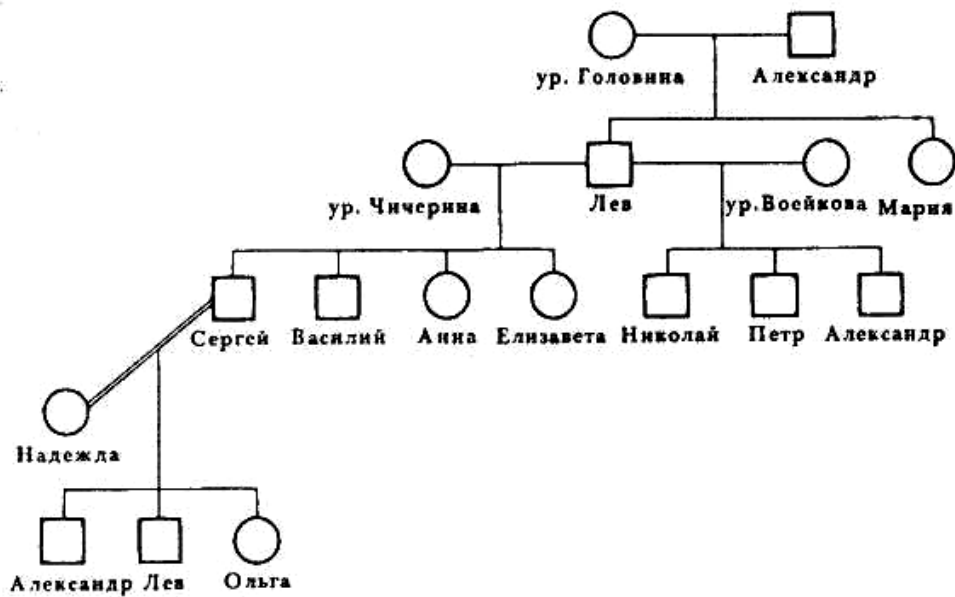 ур. Головина Александр
ур. Чичерина Лев ур. Воейкова Мария
Сергей Василий Анна Елизавета Николай Петр Александр
Надежда
Александр Лев Ольга